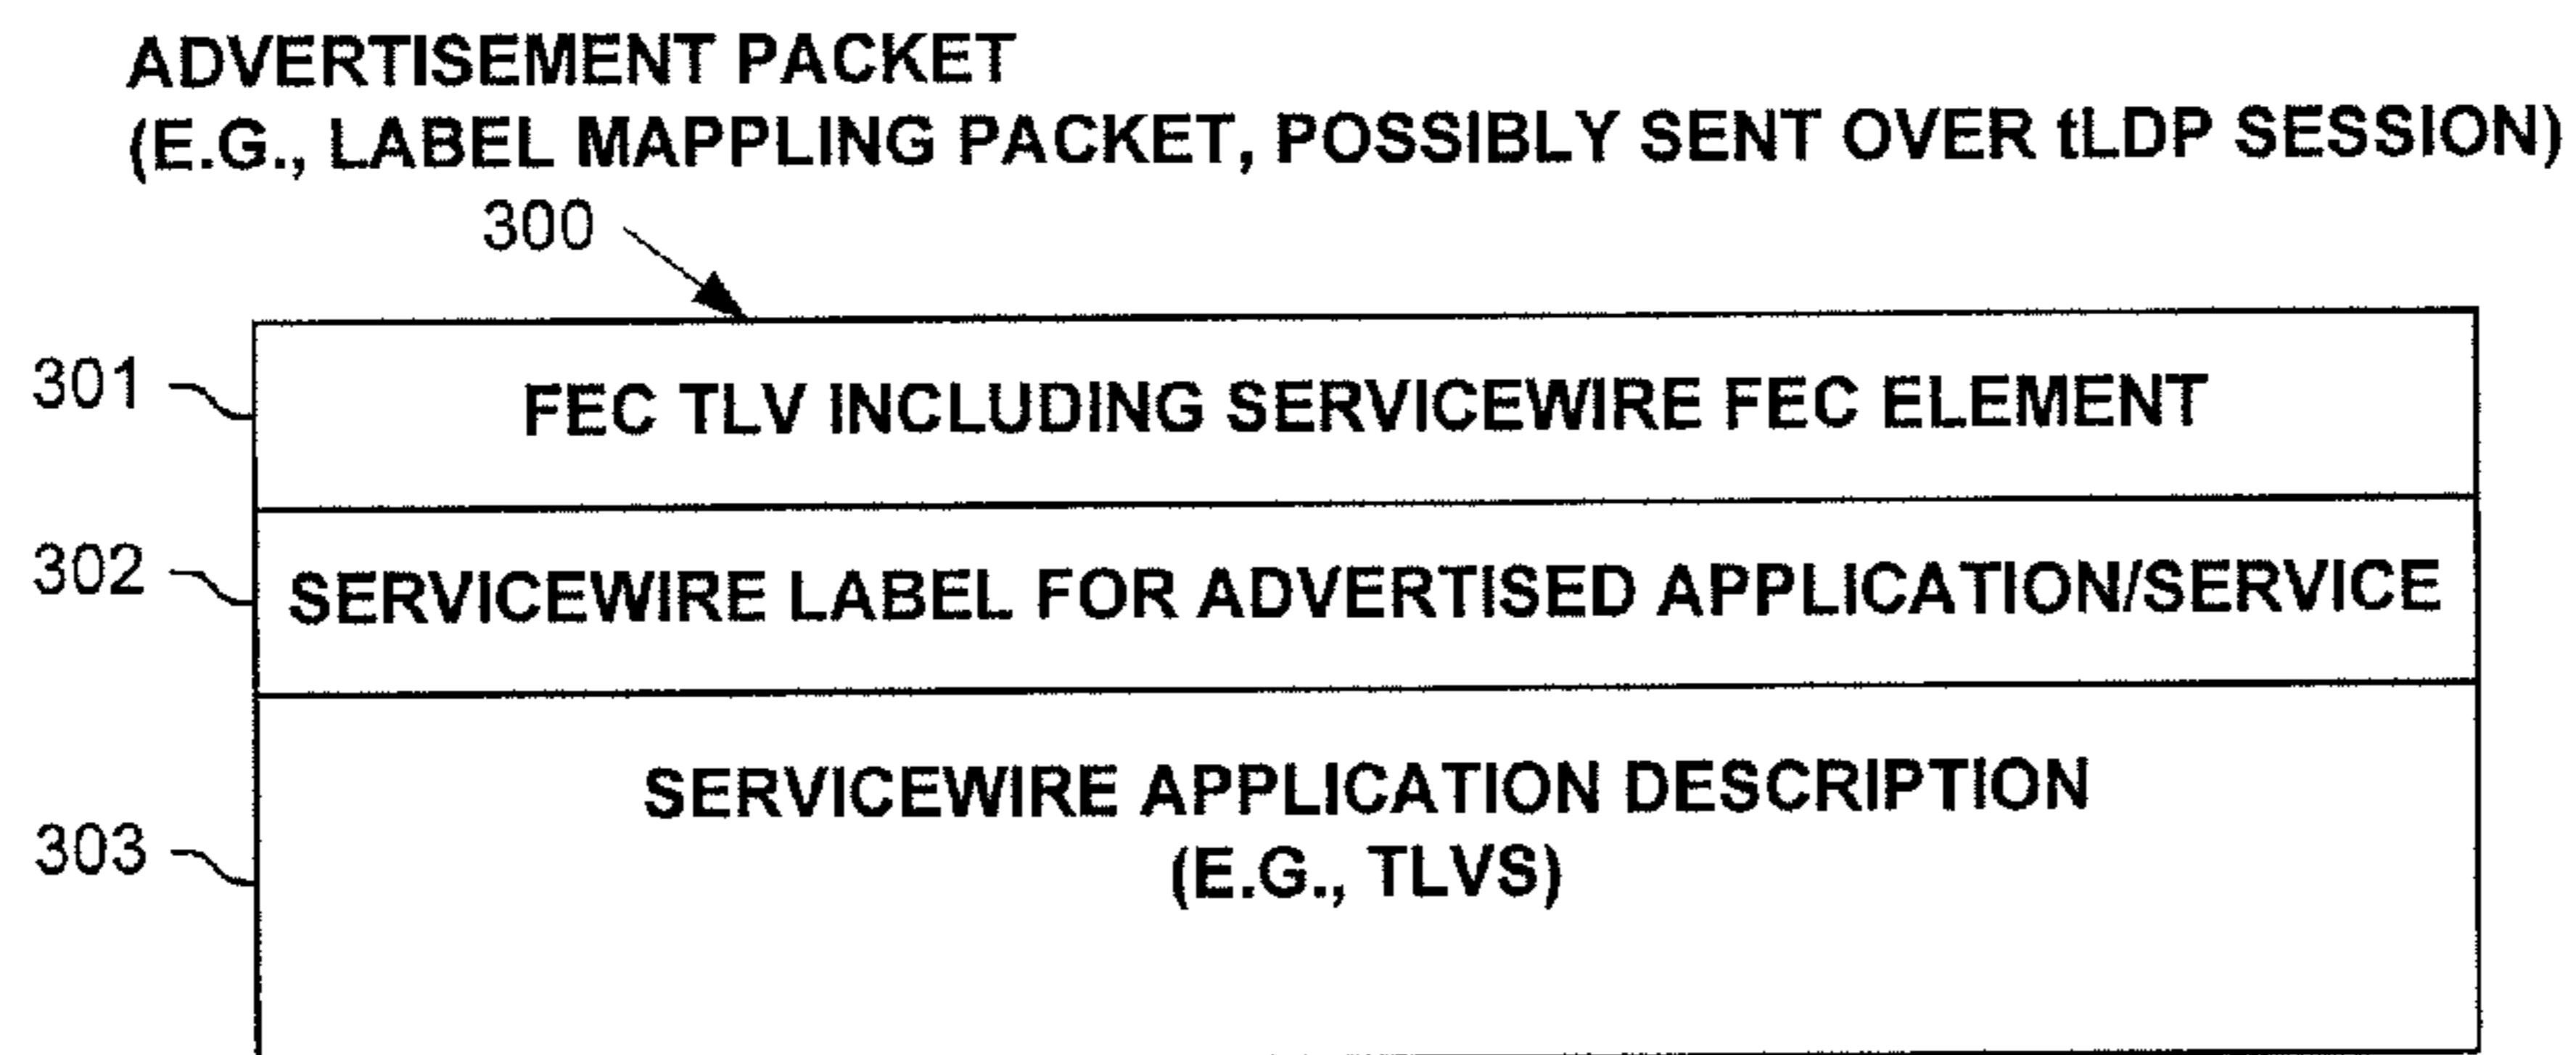 ADVERTISEMENT PACKET
(E.G., LABEL MAPPLING PACKET, POSSIBLY SENT OVER tLDP SESSION)
300
301
FEC TLV INCLUDING SERVICEWIRE FEC ELEMENT
302
SERVICEWIRE LABEL FOR ADVERTISED APPLICATION/SERVICE
SERVICEWIRE APPLICATION DESCRIPTION
303
(E.G., TLVS)